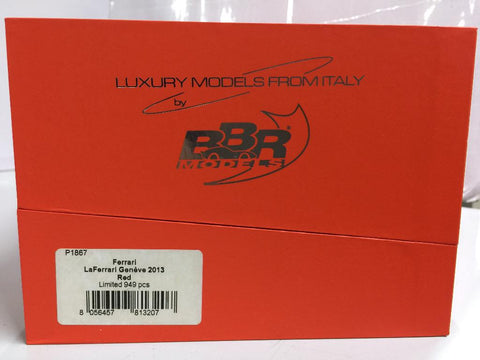 LUXURY MODELS FROM ITALY
by
BBR
MODELS
P1867
Ferrari
LaFerrari Genève 2013
Red
Limited 949 pcs
8 056457 813207